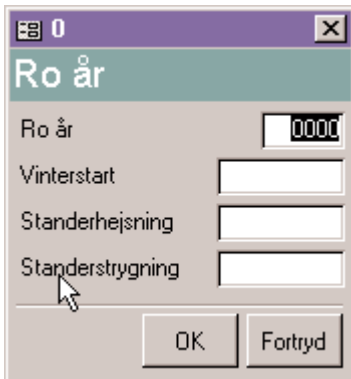 0
Ro år
Ro år 0000
Vinterstart
Standerhejsning
Standerstrygning
OK Fortryd